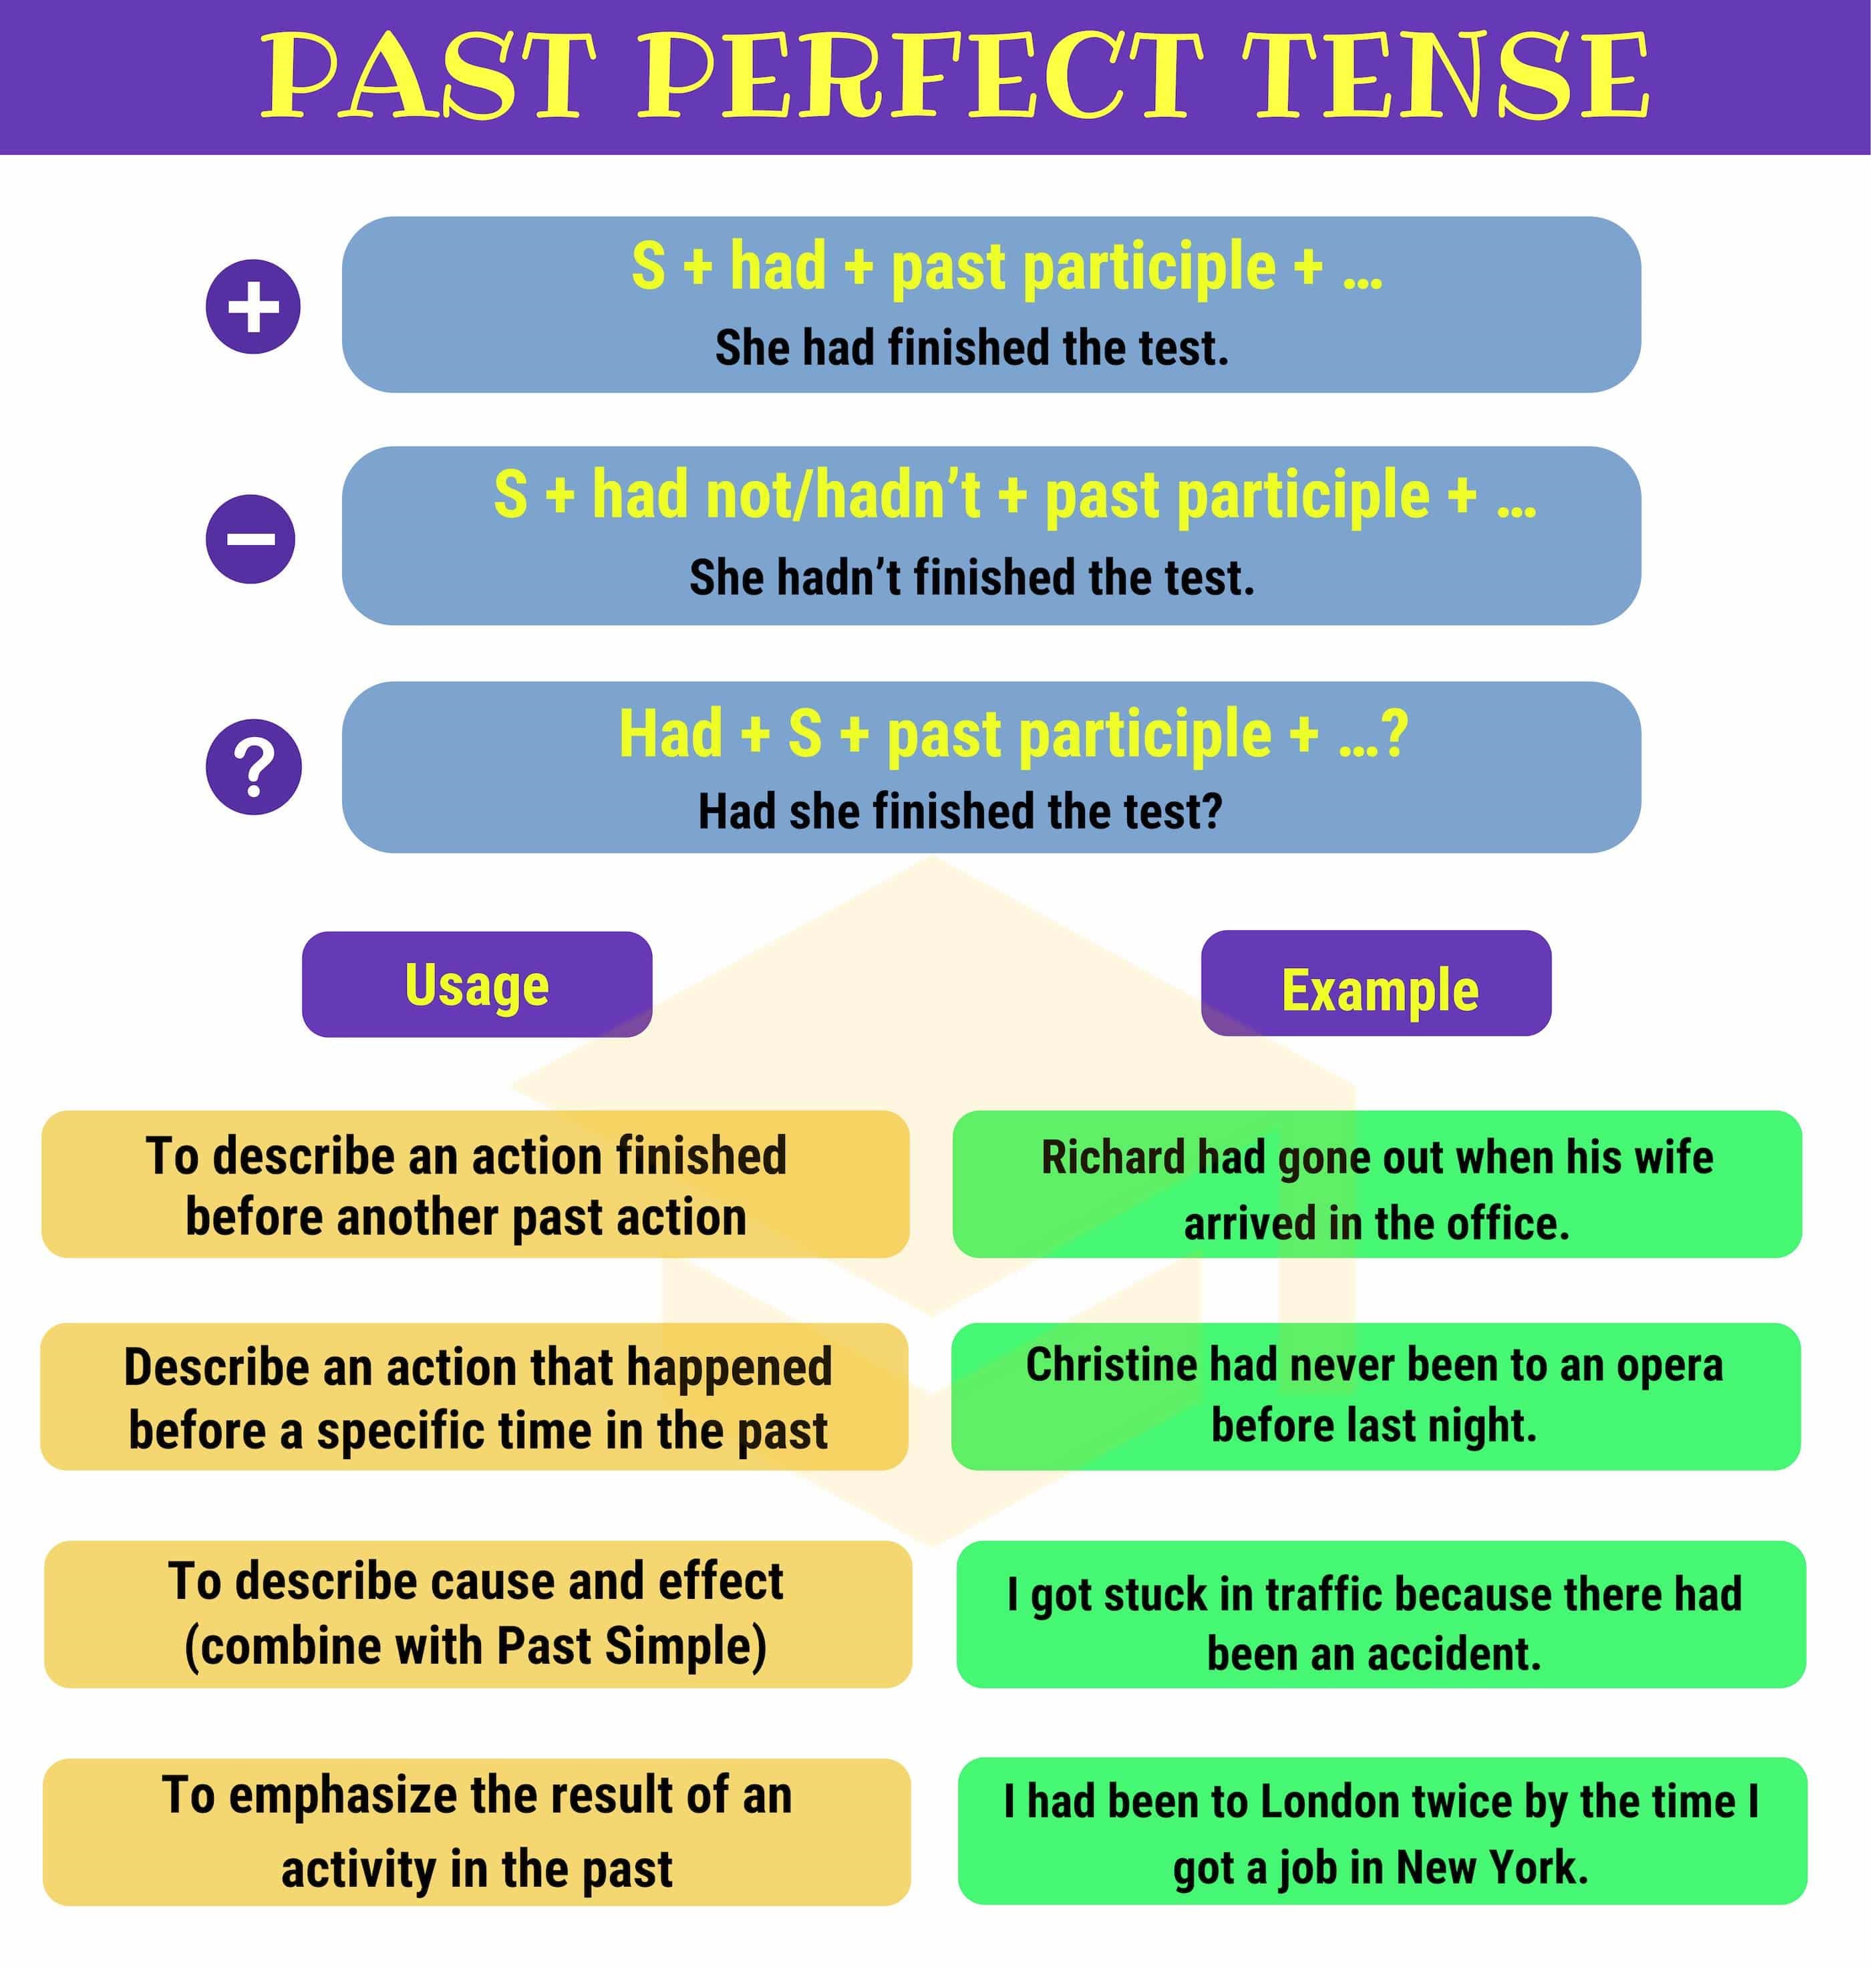 PAST PERFECT TENSE
+
S + had + past participle + ...
She had finished the test.
−
S + had not/hadn’t + past participle + ...
She hadn’t finished the test.
?
Had + S + past participle + ...?
Had she finished the test?
Usage
Example
To describe an action finished
before another past action
Richard had gone out when his wife
arrived in the office.
Describe an action that happened
before a specific time in the past
Christine had never been to an opera
before last night.
To describe cause and effect
(combine with Past Simple)
I got stuck in traffic because there had
been an accident.
To emphasize the result of an
activity in the past
I had been to London twice by the time I
got a job in New York.